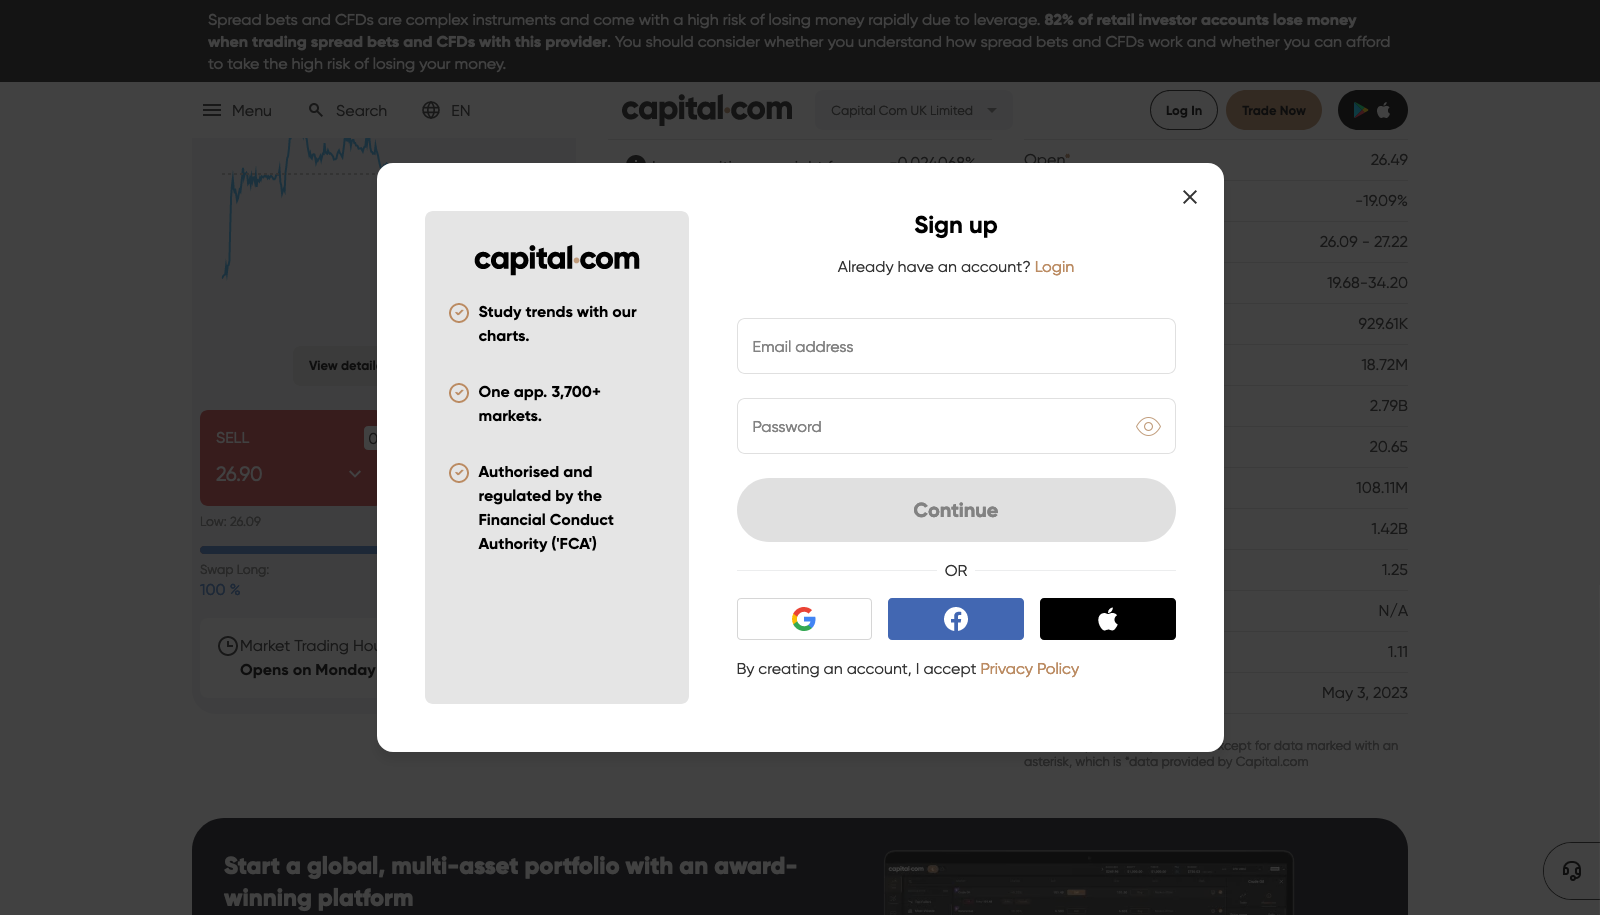 Spread bets and CFDs are complex instruments and come with a high risk of losing money rapidly due to leverage. 82% of retail investor accounts lose money
when trading spread bets and CFDs with this provider. You should consider whether you understand how spread bets and CFDs work and whether you can afford
to take the high risk of losing your money.
Menu
Search
EN
capital.com
Capital Com UK Limited
Log In
Trade Now
Open*
26.49
-19.09%
26.09 - 27.22
19.68-34.20
929.61K
18.72M
2.79B
20.65
108.11M
1.42B
1.25
N/A
1.11
May 3, 2023
View
SELL
26.90
Low: 26.09
Swap Long:
100 %
Market Trading
Opens on Monday
capital.com
Study trends with our
charts.
One app. 3,700+
markets.
Authorised and
regulated by the
Financial Conduct
Authority ('FCA')
Sign up
Already have an account? Login
Email address
Password
Continue
OR
By creating an account, I accept Privacy Policy
for data marked with an
asterisk, which is *data provided by Capital.com
Start a global, multi-asset portfolio with an award-
winning platform
capital.com